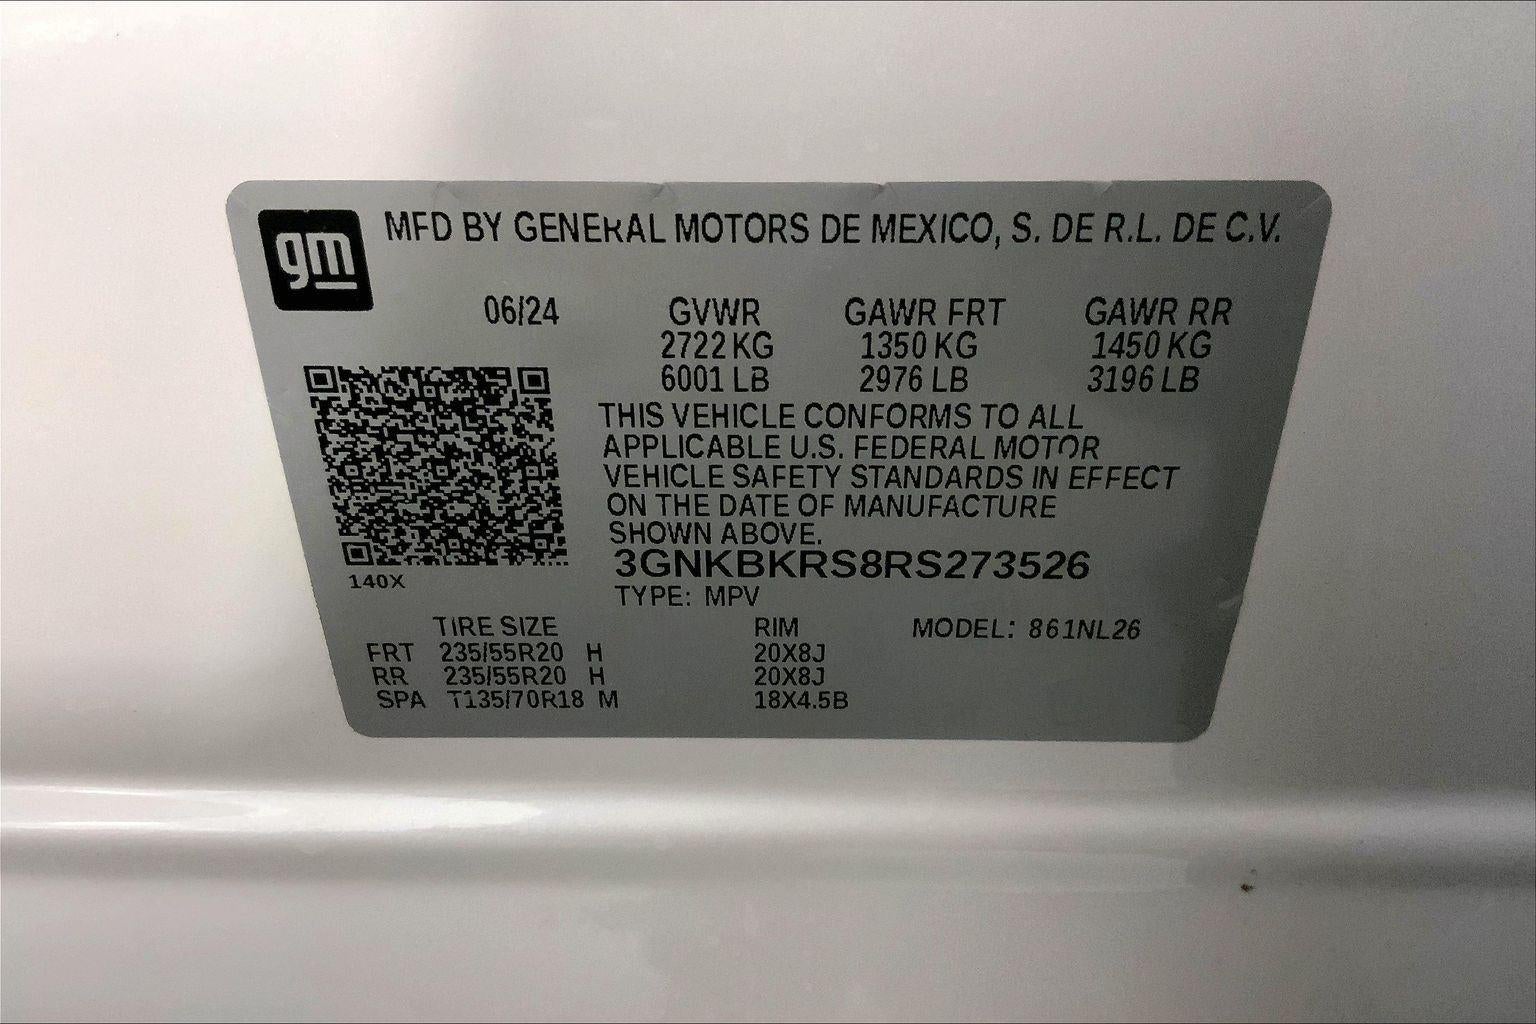 gm MFD BY GENERAL MOTORS DE MEXICO, S. DE R.L. DE C.V.
06/24 GVWR GAWR FRT GAWR RR
2722 KG 1350 KG 1450 KG
6001 LB 2976 LB 3196 LB
THIS VEHICLE CONFORMS TO ALL
APPLICABLE U.S. FEDERAL MOTOR
VEHICLE SAFETY STANDARDS IN EFFECT
ON THE DATE OF MANUFACTURE
SHOWN ABOVE.
3GNKBKRS8RS273526
140X
TYPE: MPV
TIRE SIZE RIM MODEL: 861NL26
FRT 235/55R20 H 20X8J
RR 235/55R20 H 20X8J
SPA T135/70R18 M 18X4.5B